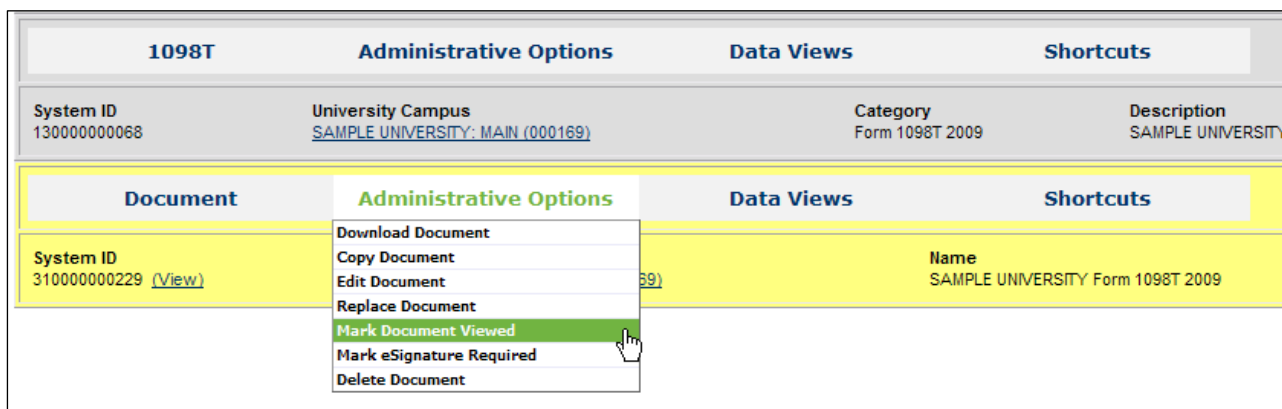 1098T Administrative Options Data Views Shortcuts
System ID University Campus Category Description
130000000068 SAMPLE UNIVERSITY: MAIN (000169) Form 1098T 2009 SAMPLE UNIVERSITY
Document Administrative Options Data Views Shortcuts
Download Document
System ID Copy Document Name
310000000229 (View) Edit Document 69) SAMPLE UNIVERSITY Form 1098T 2009
Replace Document
Mark Document Viewed
Mark eSignature Required
Delete Document